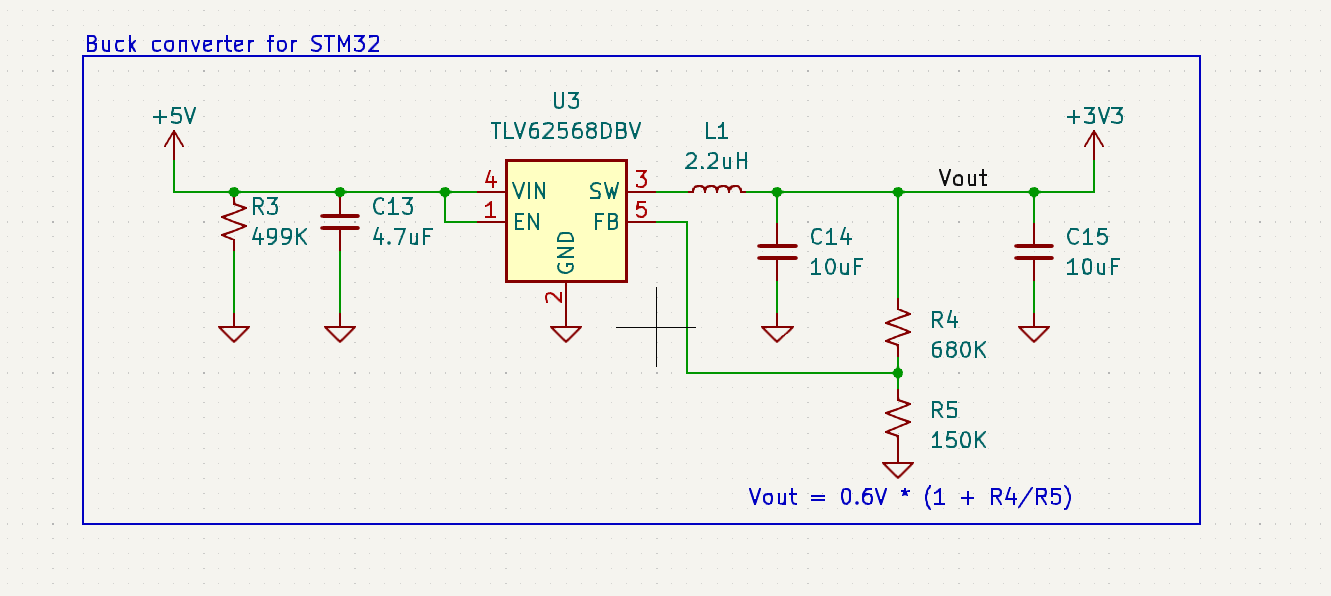 Buck converter for STM32
+5V
U3
TLV62568DBV
L1
2.2uH
+3V3
4
VIN
SW
3
Vout
1
EN
FB
5
GND
2
R3
499K
C13
4.7uF
C14
10uF
C15
10uF
R4
680K
R5
150K
Vout = 0.6V * (1 + R4/R5)